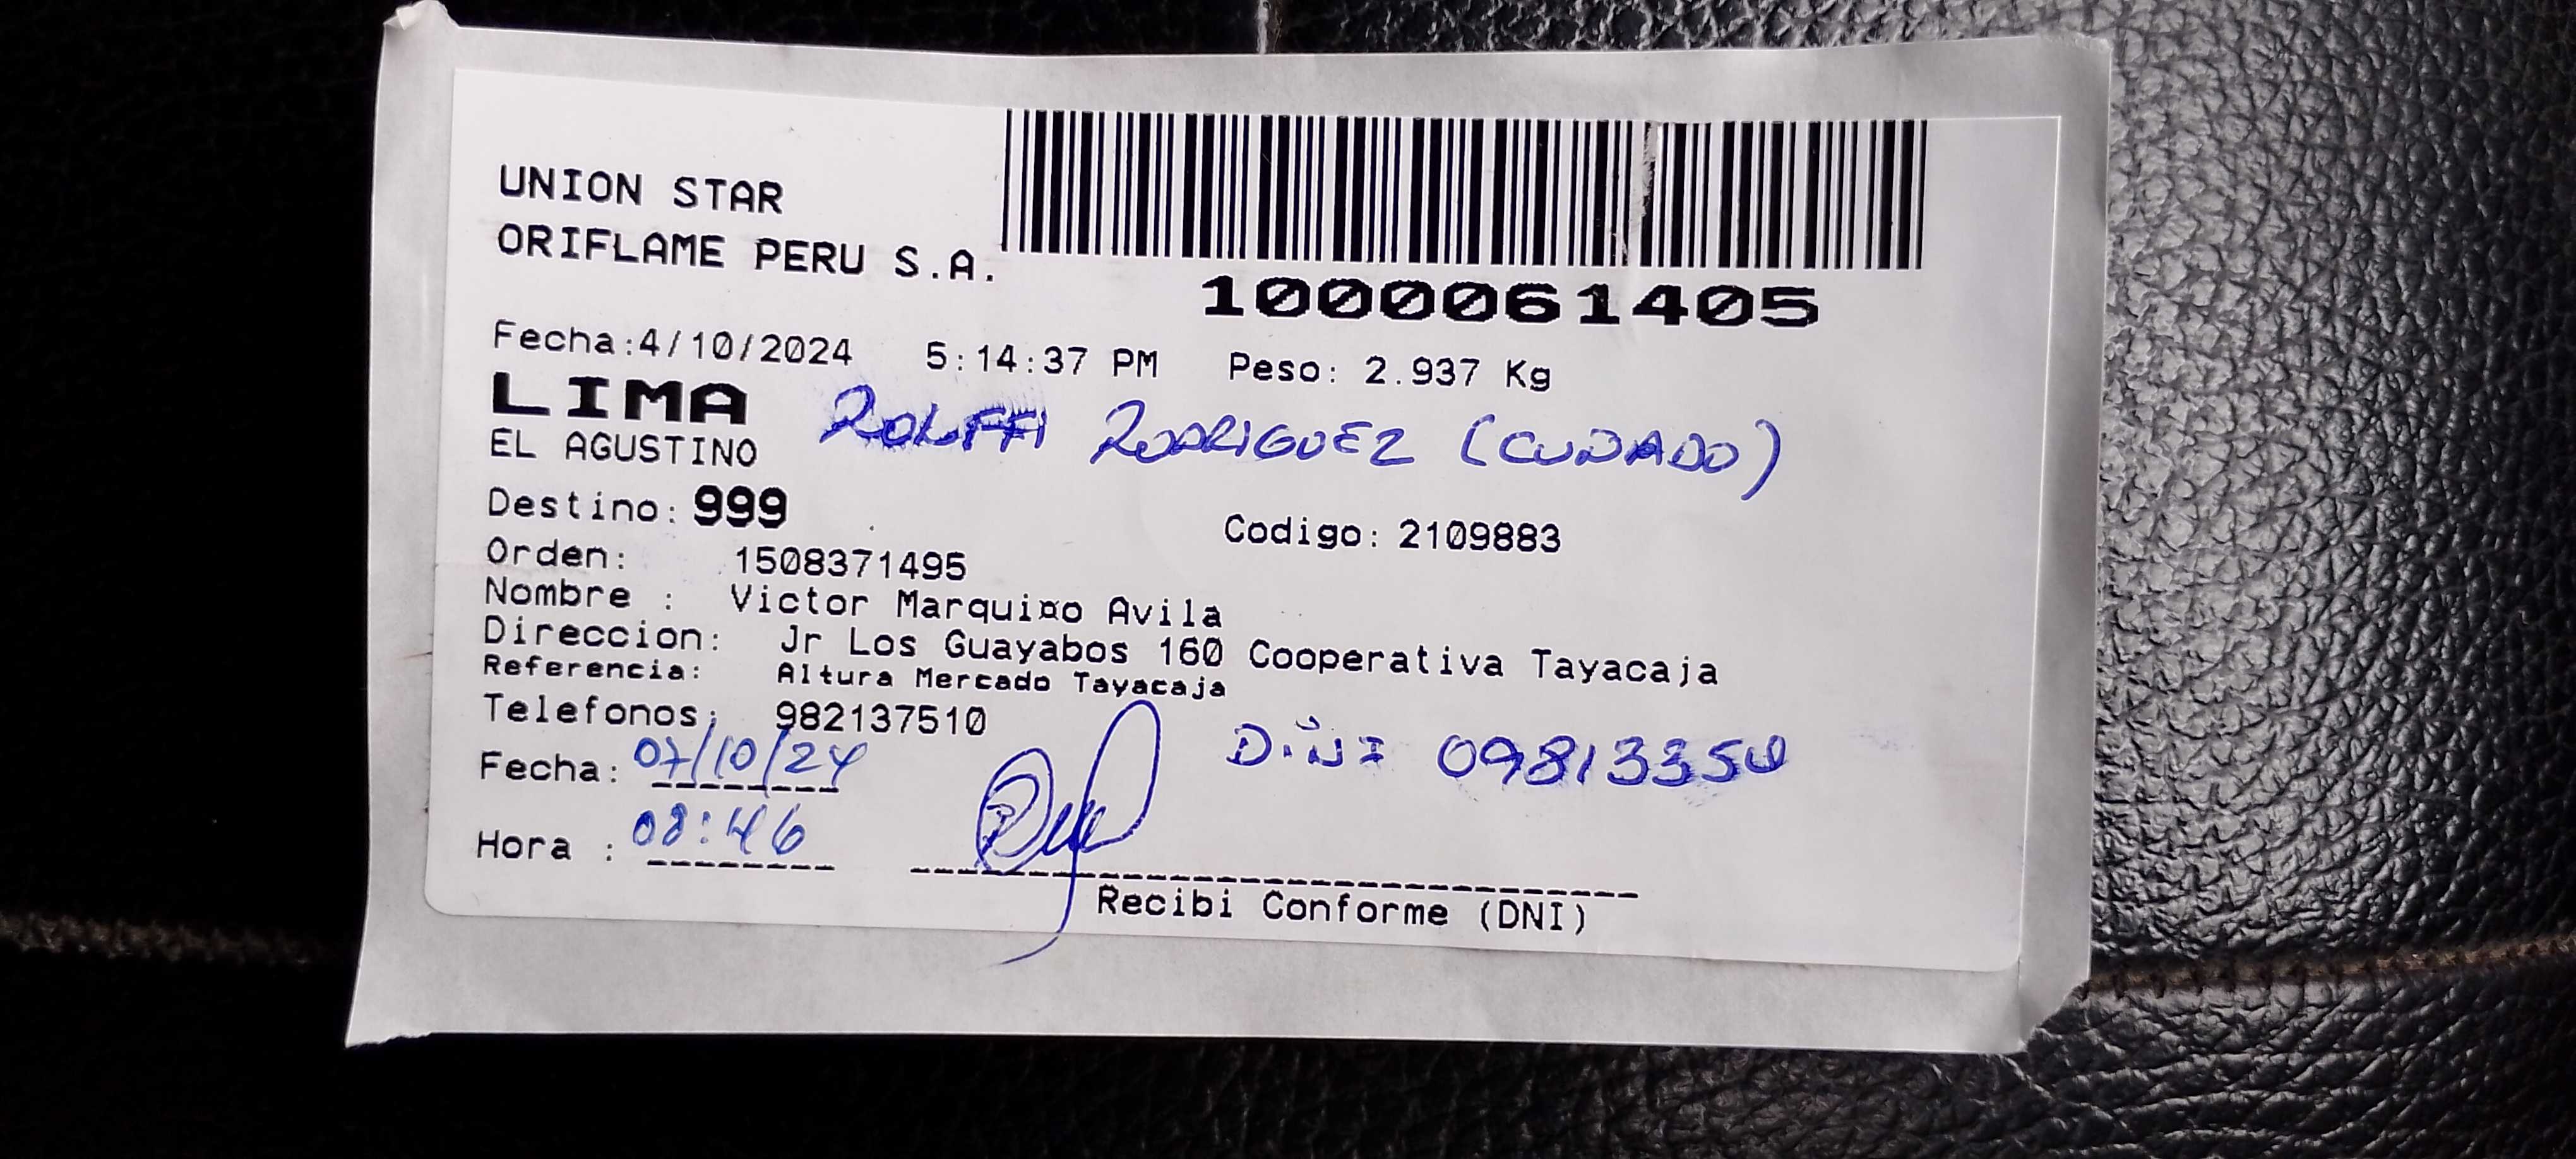 UNION STAR
ORIFLAME PERU S.A.
1000061405
Fecha:4/10/2024 5:14:37 PM Peso: 2.937 Kg
LIMA
RODRIGUEZ (CUÑADO)
EL AGUSTINO
Destino: 999
Codigo: 2109883
Orden: 1508371495
Nombre : Victor Avila
Direccion: Jr Los Guayabos 160 Cooperativa Tayacaja
Referencia: Altura Mercado Tayacaja
Telefonos: 982137510
Fecha: 07/10/24
D.N.I
Hora : 08:46
Recibi Conforme (DNI)